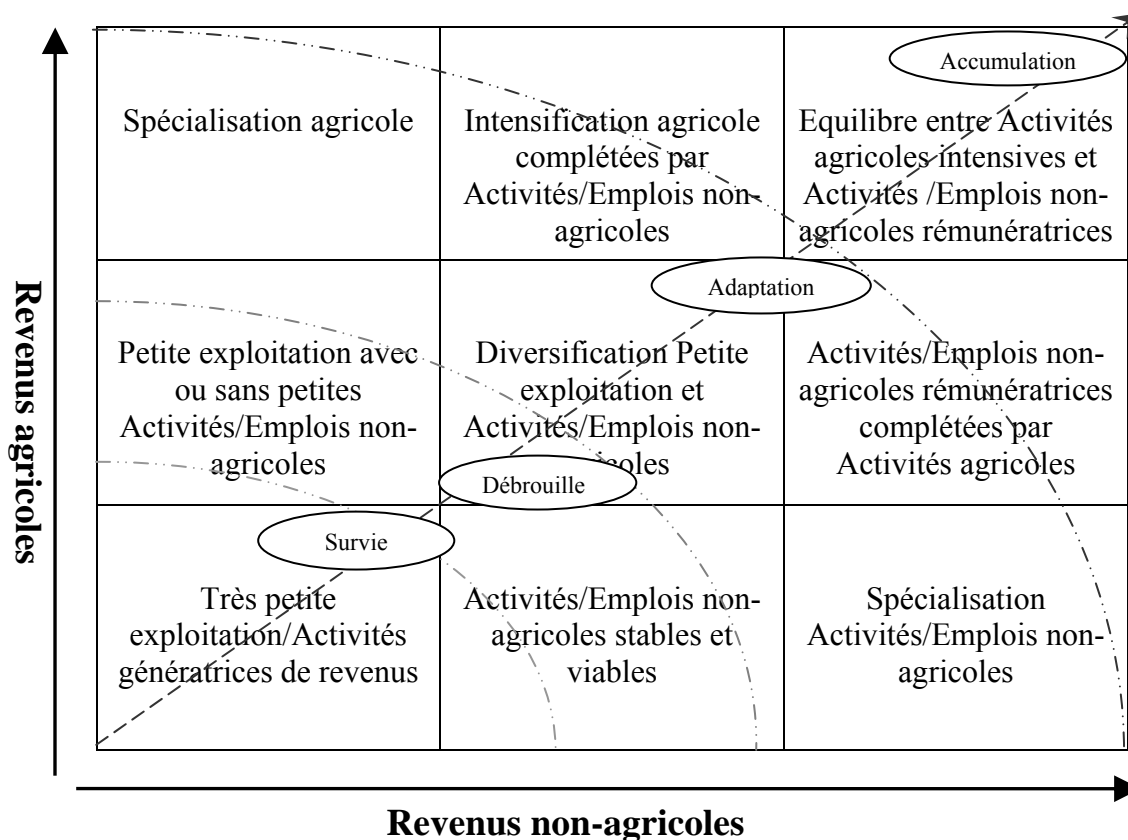 Accumulation
Spécialisation agricole
Intensification agricole
complétées par
Activités/Emplois non-
agricoles
Equilibre entre Activités
agricoles intensives et
Activités /Emplois non-
agricoles rémunératrices
Adaptation
Revenus agricoles
Petite exploitation avec
ou sans petites
Activités/Emplois non-
agricoles
Diversification Petite
exploitation et
Activités/Emplois non-
Activités/Emplois non-
agricoles rémunératrices
complétées par
Activités agricoles
Débrouille
Survie
Très petite
exploitation/Activités
génératrices de revenus
Activités/Emplois non-
agricoles stables et
viables
Spécialisation
Activités/Emplois non-
agricoles
Revenus non-agricoles